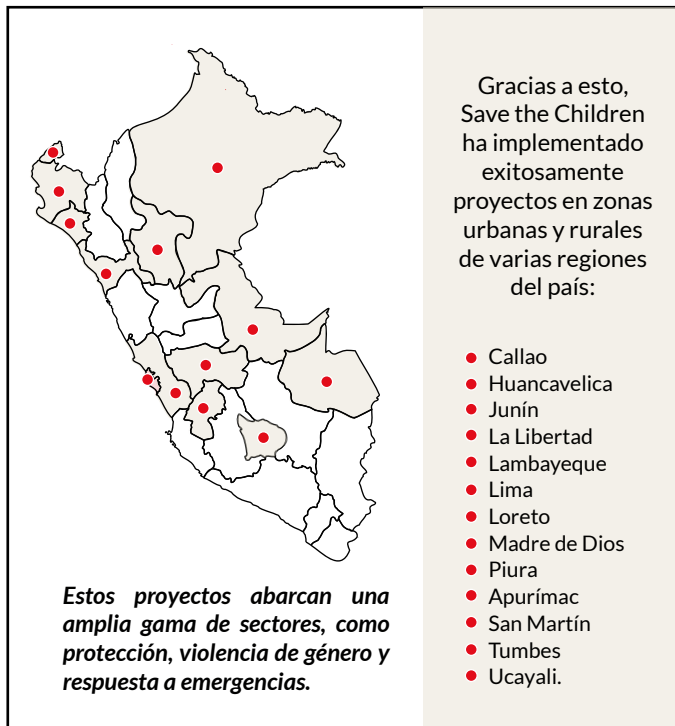 Gracias a esto,
Save the Children
ha implementado
exitosamente
proyectos en zonas
urbanas y rurales
de varias regiones
del país:
Callao
Huancavelica
Junín
La Libertad
Lambayeque
Lima
Loreto
Madre de Dios
Piura
Apurímac
San Martín
Tumbes
Ucayali.
Estos proyectos abarcan una
amplia gama de sectores, como
protección, violencia de género y
respuesta a emergencias.